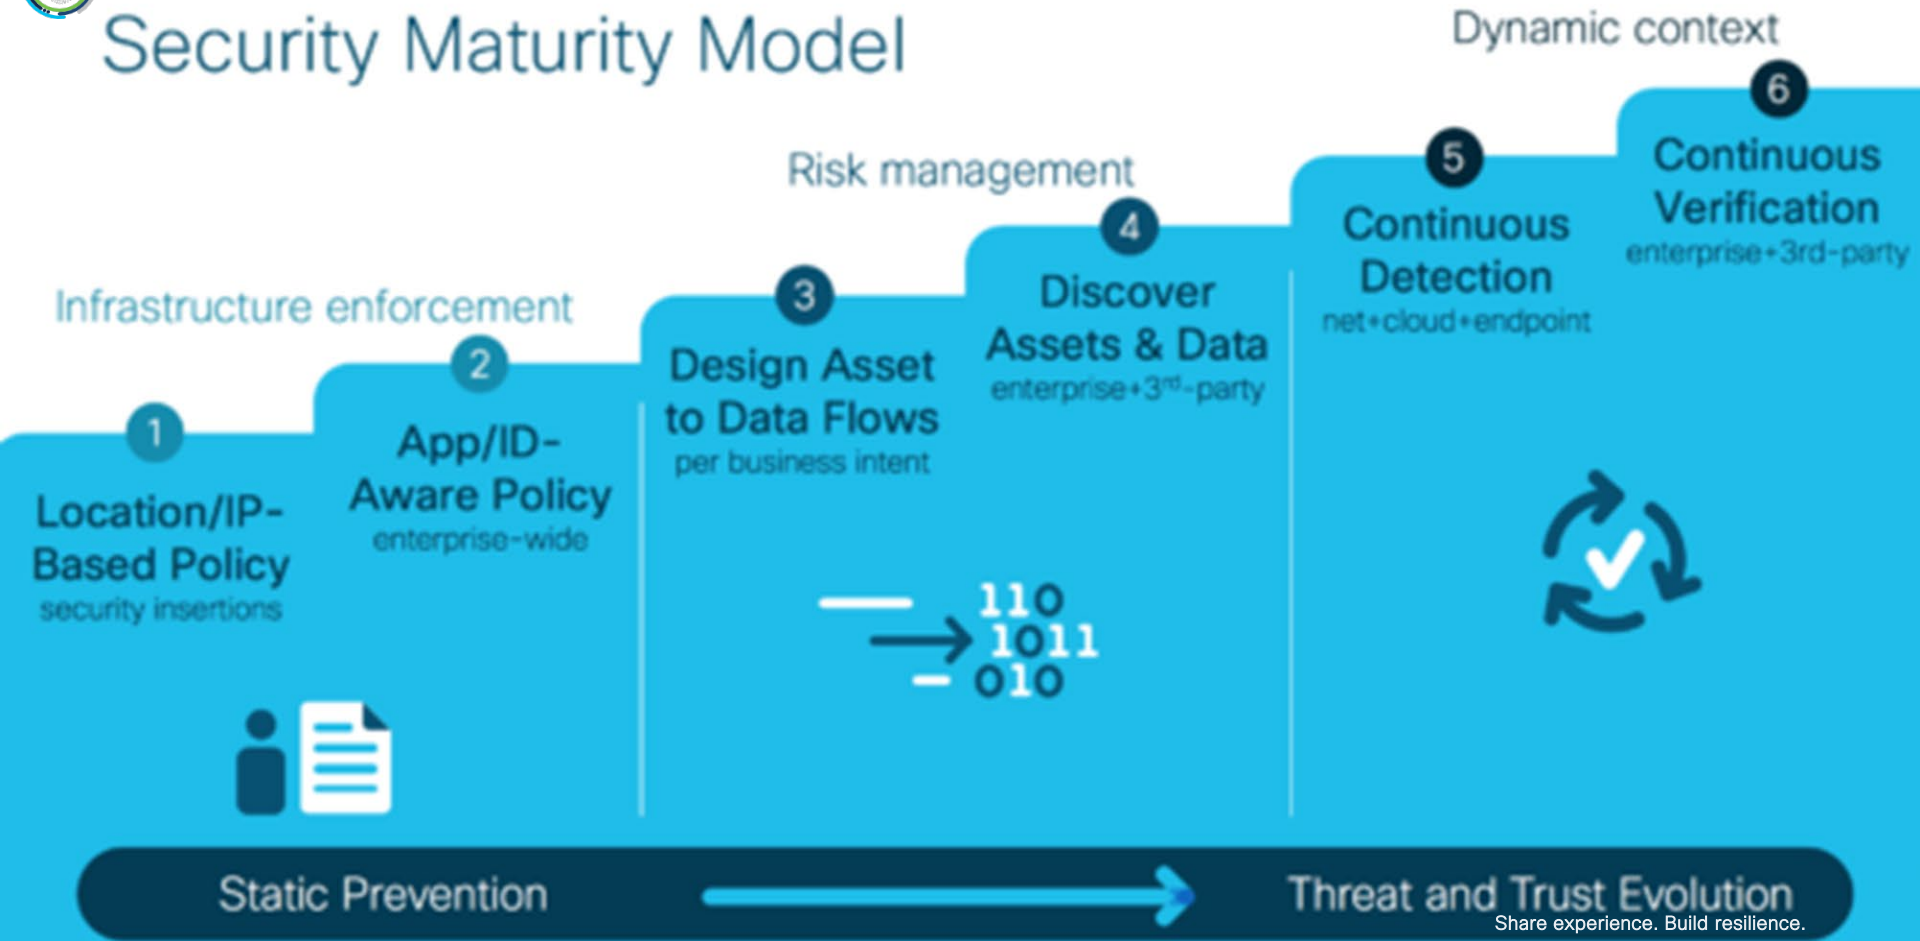 Security Maturity Model
Dynamic context
6
Continuous
Verification
enterprise+3rd-party
5
Continuous
Detection
net+cloud+endpoint
Risk management
4
Discover
Assets & Data
enterprise+3rd-party
3
Design Asset
to Data Flows
per business intent
Infrastructure enforcement
2
App/ID-
Aware Policy
enterprise-wide
1
Location/IP-
Based Policy
security insertions
110
1011
010
Static Prevention
Threat and Trust Evolution
Share experience. Build resilience.